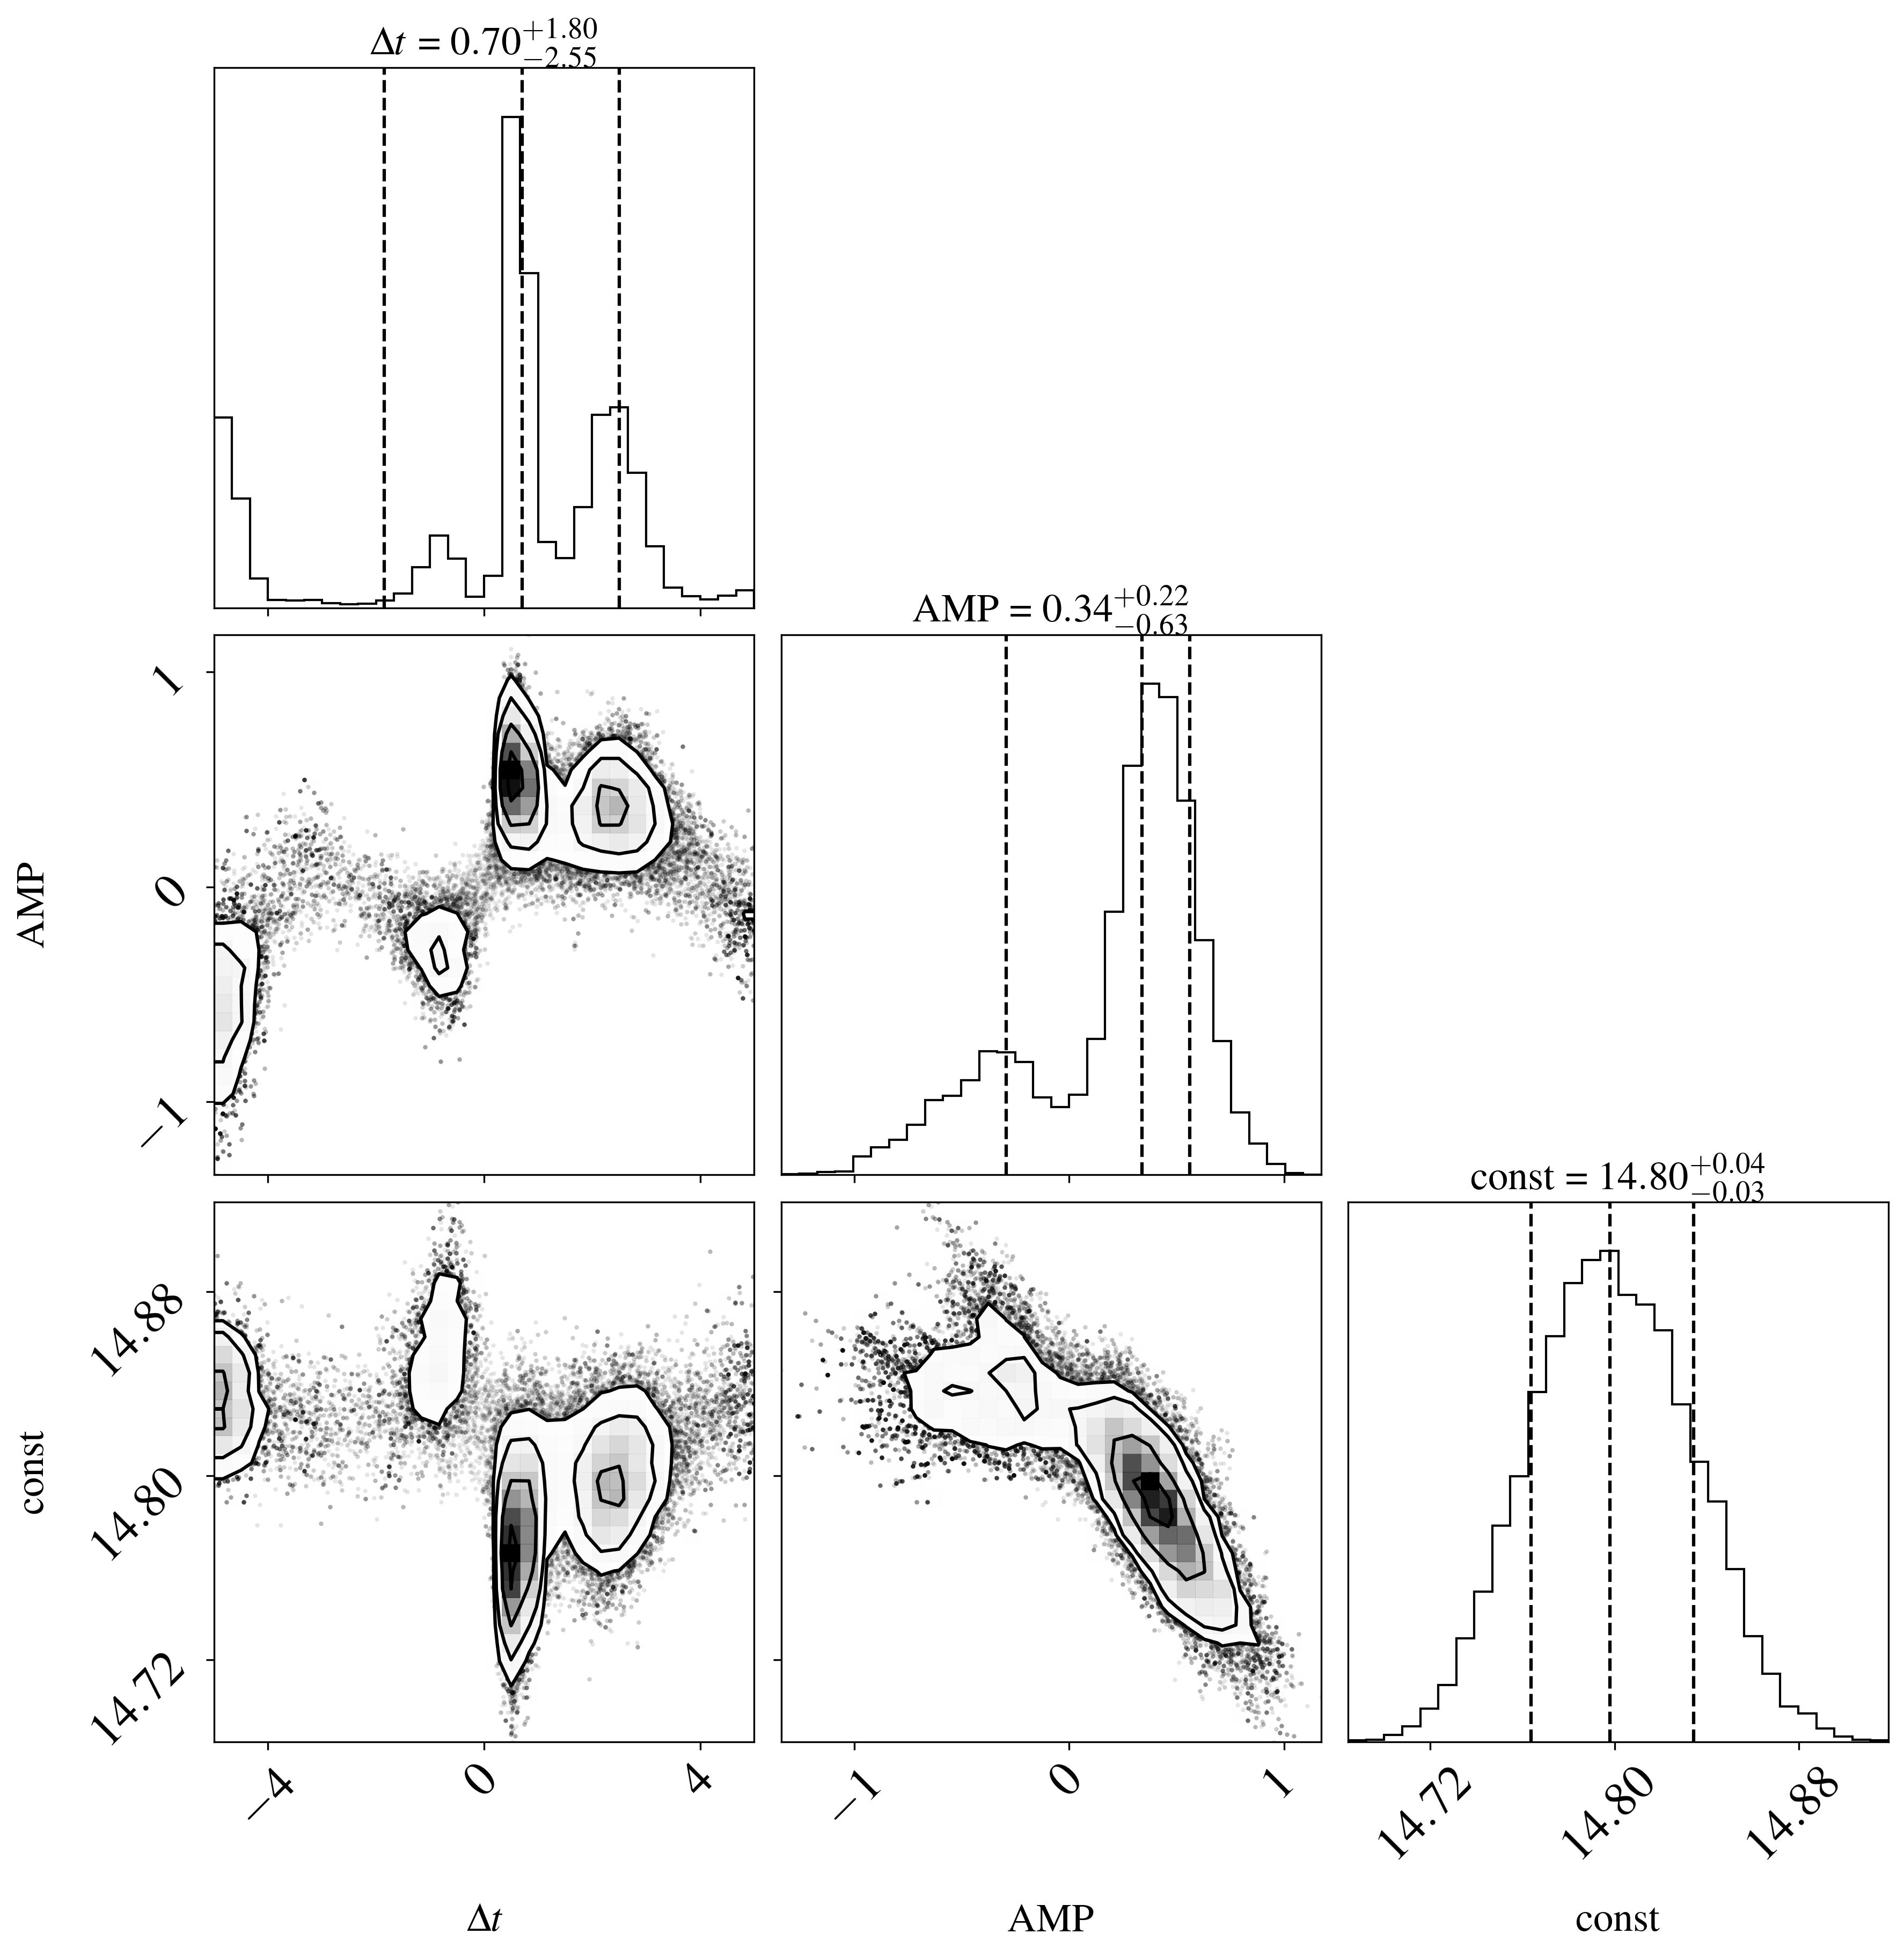 Δt = 0.70+1.80−2.55
AMP = 0.34+0.22−0.63
1
0
−1
AMP
const = 14.80+0.04−0.03
14.88
14.80
14.72
const
−4
0
4
−1
0
1
14.72
14.80
14.88
Δt
AMP
const